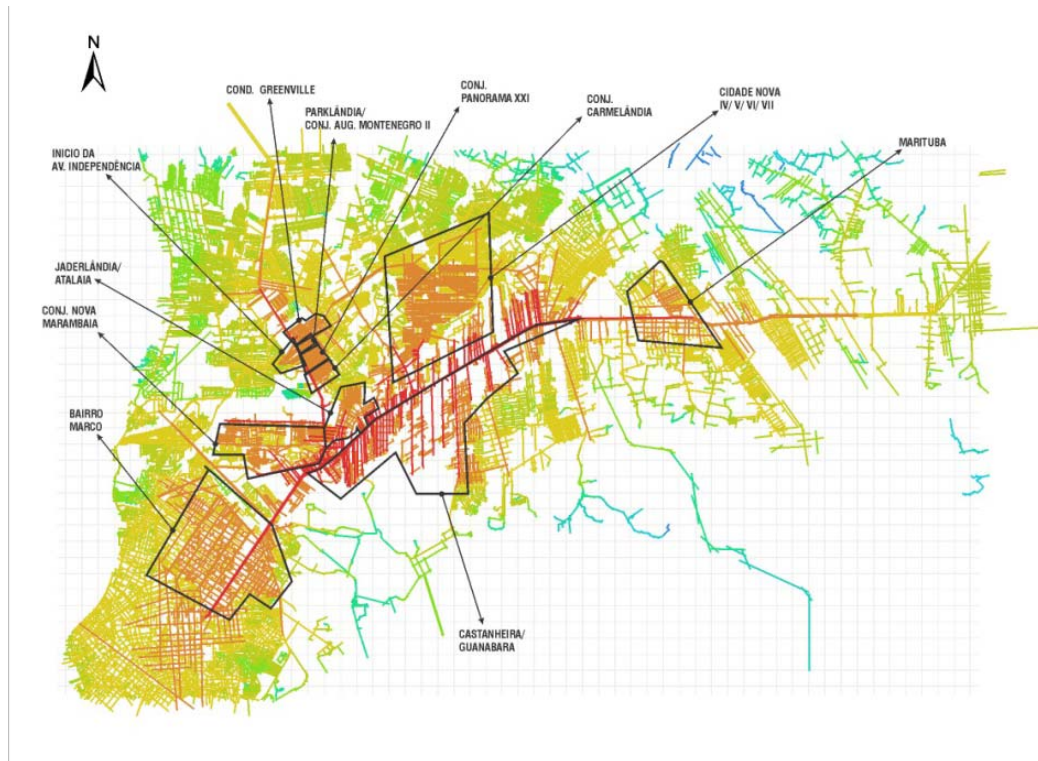 N
COND. GREENVILLE
PARKLÂNDIA/
CONJ. AUG. MONTENEGRO II
CONJ.
PANORAMA XXI
CONJ.
CARMELÂNDIA
CIDADE NOVA
IV/ V/ VI/ VII
MARITUBA
INICIO DA
AV. INDEPENDÊNCIA
JADERLÂNDIA/
ATALAIA
CONJ. NOVA
MARAMBAIA
BAIRRO
MARCO
CASTANHEIRA/
GUANABARA